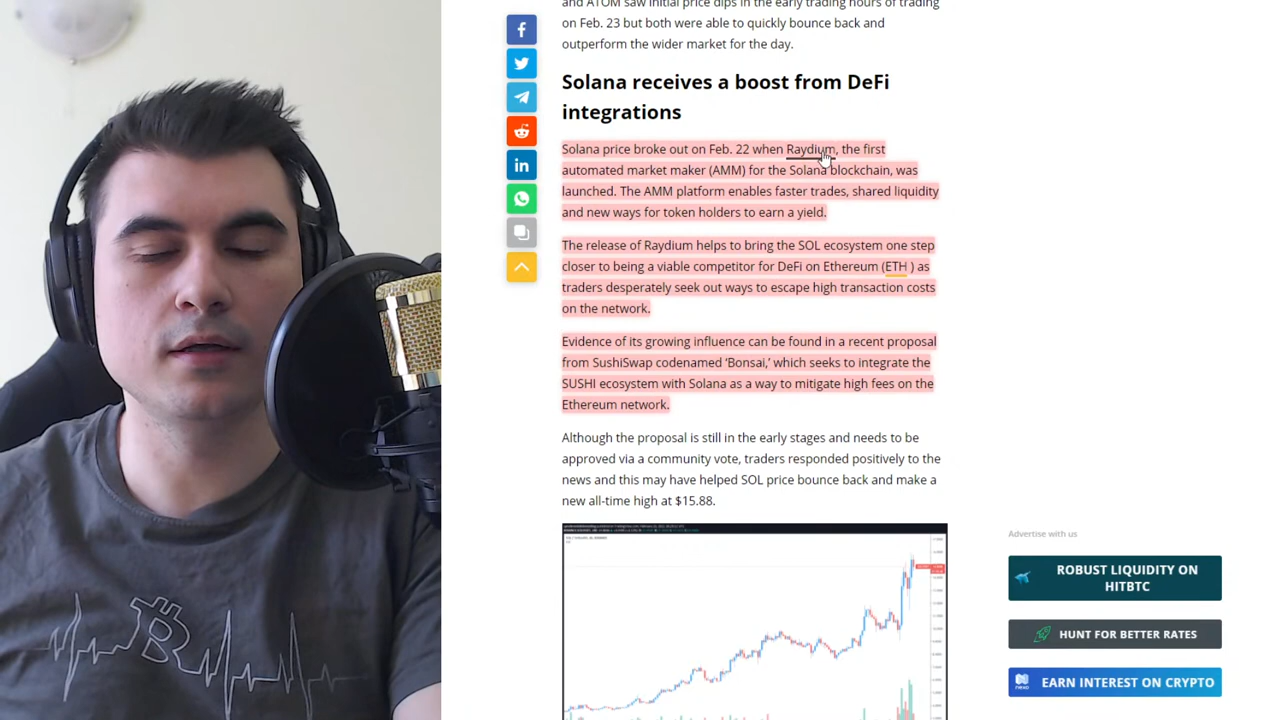 and ATOM saw initial price dips in the early trading hours of trading
on Feb. 23 but both were able to quickly bounce back and
outperform the wider market for the day.
Solana receives a boost from DeFi
integrations
Solana price broke out on Feb. 22 when Raydium, the first
automated market maker (AMM) for the Solana blockchain, was
launched. The AMM platform enables faster trades, shared liquidity
and new ways for token holders to earn a yield.
The release of Raydium helps to bring the SOL ecosystem one step
closer to being a viable competitor for DeFi on Ethereum (ETH ) as
traders desperately seek out ways to escape high transaction costs
on the network.
Evidence of its growing influence can be found in a recent proposal
from SushiSwap codenamed ‘Bonsai,’ which seeks to integrate the
SUSHI ecosystem with Solana as a way to mitigate high fees on the
Ethereum network.
Although the proposal is still in the early stages and needs to be
approved via a community vote, traders responded positively to the
news and this may have helped SOL price bounce back and make a
new all-time high at $15.88.
Advertise with us
ROBUST LIQUIDITY ON
HITBTC
HUNT FOR BETTER RATES
nexo
EARN INTEREST ON CRYPTO